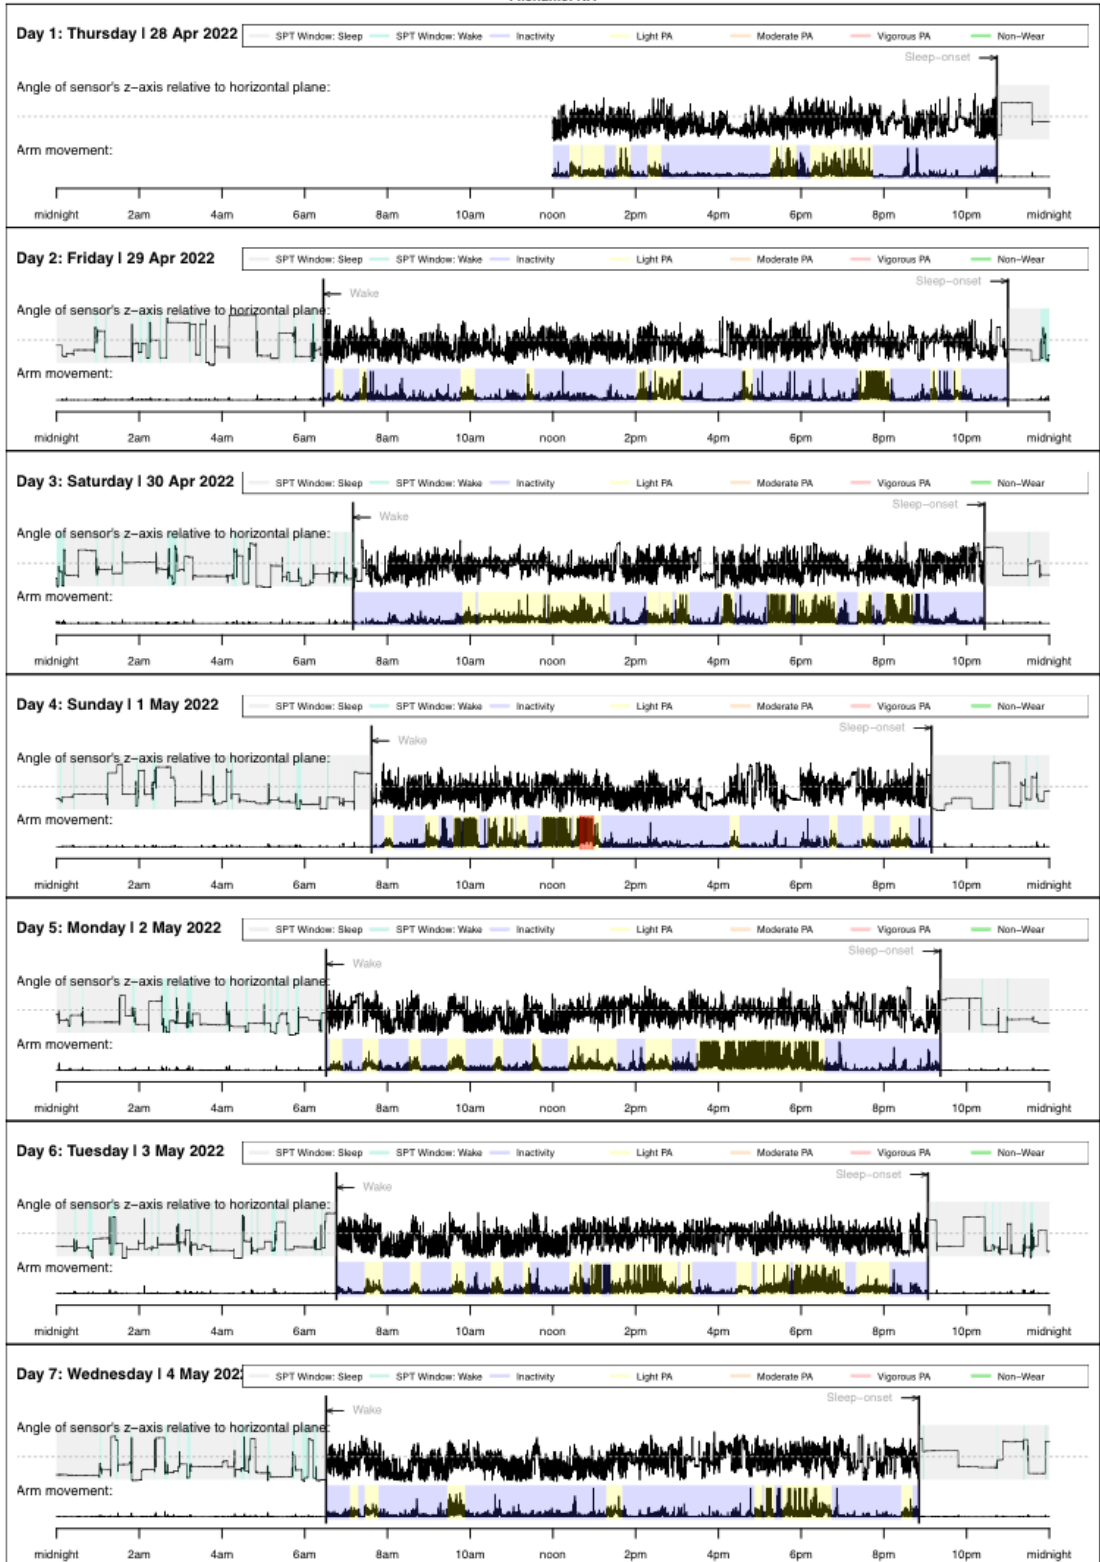 Day 1: Thursday | 28 Apr 2022 SPT Window: Sleep SPT Window: Wake Inactivity Light PA Moderate PA Vigorous PA Non-Wear
Sleep-onset
Angle of sensor's z-axis relative to horizontal plane:
Arm movement:
midnight 2am 4am 6am 8am 10am noon 2pm 4pm 6pm 8pm 10pm midnight
Day 2: Friday | 29 Apr 2022 SPT Window: Sleep SPT Window: Wake Inactivity Light PA Moderate PA Vigorous PA Non-Wear
Sleep-onset
Wake
Angle of sensor's z-axis relative to horizontal plane:
Arm movement:
midnight 2am 4am 6am 8am 10am noon 2pm 4pm 6pm 8pm 10pm midnight
Day 3: Saturday | 30 Apr 2022 SPT Window: Sleep SPT Window: Wake Inactivity Light PA Moderate PA Vigorous PA Non-Wear
Sleep-onset
Wake
Angle of sensor's z-axis relative to horizontal plane:
Arm movement:
midnight 2am 4am 6am 8am 10am noon 2pm 4pm 6pm 8pm 10pm midnight
Day 4: Sunday | 1 May 2022 SPT Window: Sleep SPT Window: Wake Inactivity Light PA Moderate PA Vigorous PA Non-Wear
Sleep-onset
Wake
Angle of sensor's z-axis relative to horizontal plane:
Arm movement:
midnight 2am 4am 6am 8am 10am noon 2pm 4pm 6pm 8pm 10pm midnight
Day 5: Monday | 2 May 2022 SPT Window: Sleep SPT Window: Wake Inactivity Light PA Moderate PA Vigorous PA Non-Wear
Sleep-onset
Wake
Angle of sensor's z-axis relative to horizontal plane:
Arm movement:
midnight 2am 4am 6am 8am 10am noon 2pm 4pm 6pm 8pm 10pm midnight
Day 6: Tuesday | 3 May 2022 SPT Window: Sleep SPT Window: Wake Inactivity Light PA Moderate PA Vigorous PA Non-Wear
Sleep-onset
Wake
Angle of sensor's z-axis relative to horizontal plane:
Arm movement:
midnight 2am 4am 6am 8am 10am noon 2pm 4pm 6pm 8pm 10pm midnight
Day 7: Wednesday | 4 May 2022 SPT Window: Sleep SPT Window: Wake Inactivity Light PA Moderate PA Vigorous PA Non-Wear
Sleep-onset
Wake
Angle of sensor's z-axis relative to horizontal plane:
Arm movement:
midnight 2am 4am 6am 8am 10am noon 2pm 4pm 6pm 8pm 10pm midnight